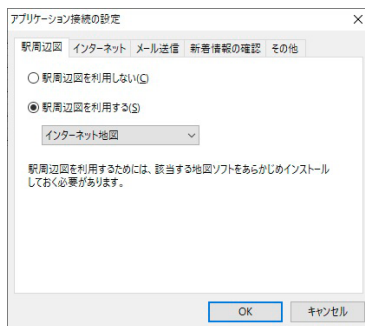 アプリケーション接続の設定
駅周辺図 インターネット メール送信 新着情報の確認 その他
駅周辺図を利用しない(C)
駅周辺図を利用する(S)
インターネット地図
駅周辺図を利用するためには、該当する地図ソフトをあらかじめインストール
しておく必要があります。
OK キャンセル